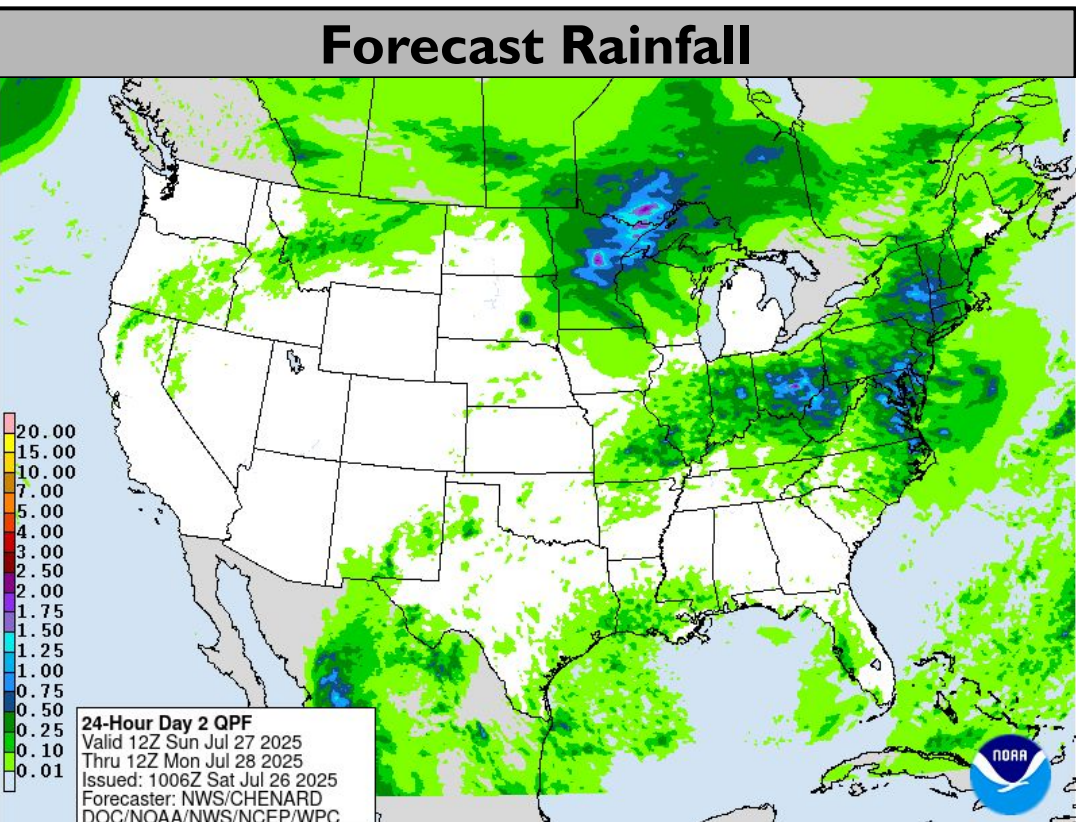 Forecast Rainfall
20.00
15.00
10.00
7.00
5.00
4.00
3.00
2.50
2.00
1.75
1.50
1.25
1.00
0.75
0.50
0.25
0.10
0.01
24-Hour Day 2 QPF
Valid 12Z Sun Jul 27 2025
Thru 12Z Mon Jul 28 2025
Issued: 1006Z Sat Jul 26 2025
Forecaster: NWS/CHENARD
DOC/NOAA/NWS/NCEP/WPC
NOAA